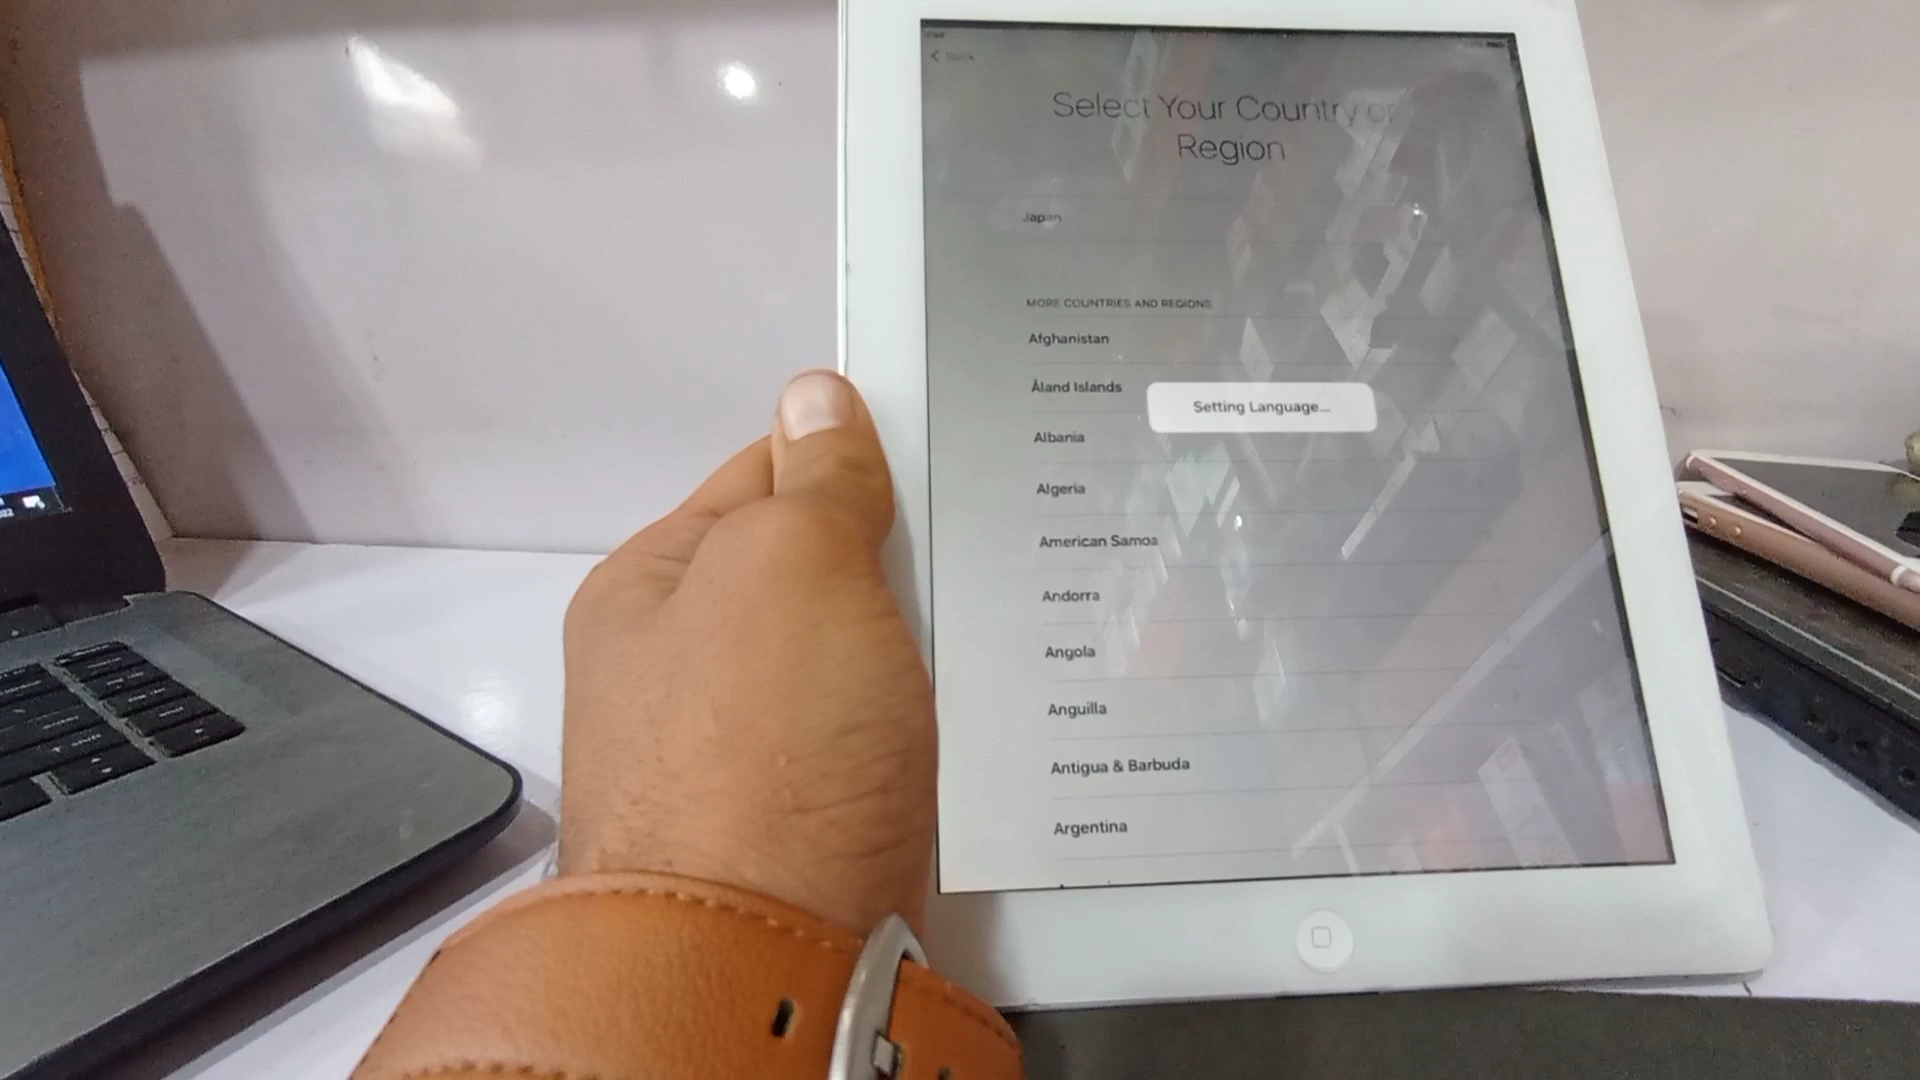 Back
Select Your Country or
Region
Japan
MORE COUNTRIES AND REGIONS
Afghanistan
Åland Islands
Setting Language...
Albania
Algeria
American Samoa
Andorra
Angola
Anguilla
Antigua & Barbuda
Argentina